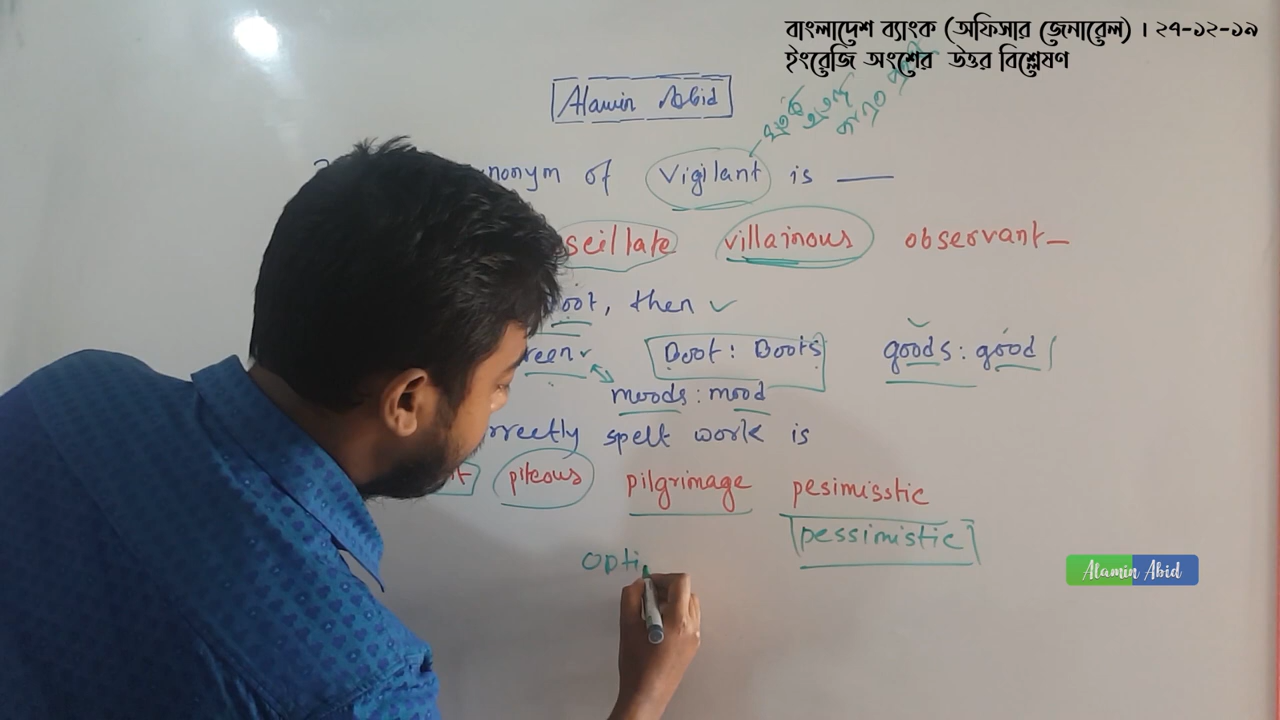 বাংলাদেশ ব্যাংক (অফিসার জেনারেল) । ২৭-১২-১৯
ইংরেজি অংশের উত্তর বিশ্লেষণ
Alamin Abid
nonym of vigilant is
scillate villainous observant
oot, then
reen Boot : Boots goods : good
moods : mood
rrectly spelt work is
piteous pilgrimage pesimisstic
pessimistic
opti
Alamin Abid